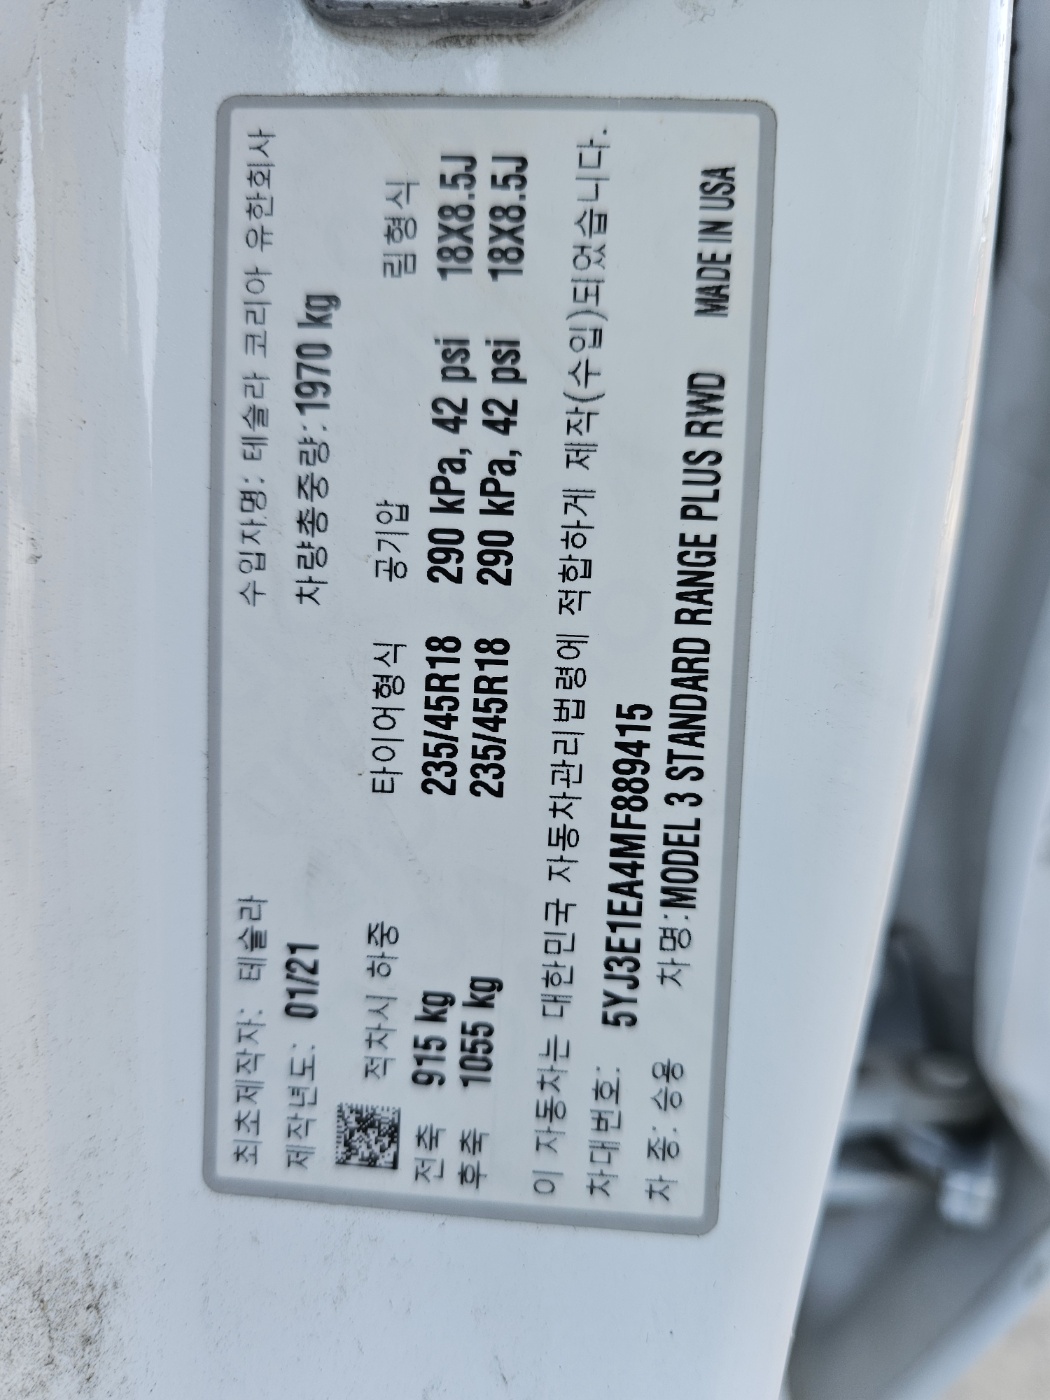 최초제작자: 테슬라 수입자명: 테슬라 코리아 유한회사
제작년도: 01/21 차량총중량: 1970 kg
적차시 하중 타이어형식 공기압 림형식
전축 915 kg 235/45R18 290 kPa, 42 psi 18X8.5J
후축 1055 kg 235/45R18 290 kPa, 42 psi 18X8.5J
이 자동차는 대한민국 자동차관리법령에 적합하게 제작(수입)되었습니다.
차대번호: 5YJ3E1EA4MF889415
차 종: 승용 차명: MODEL 3 STANDARD RANGE PLUS RWD MADE IN USA